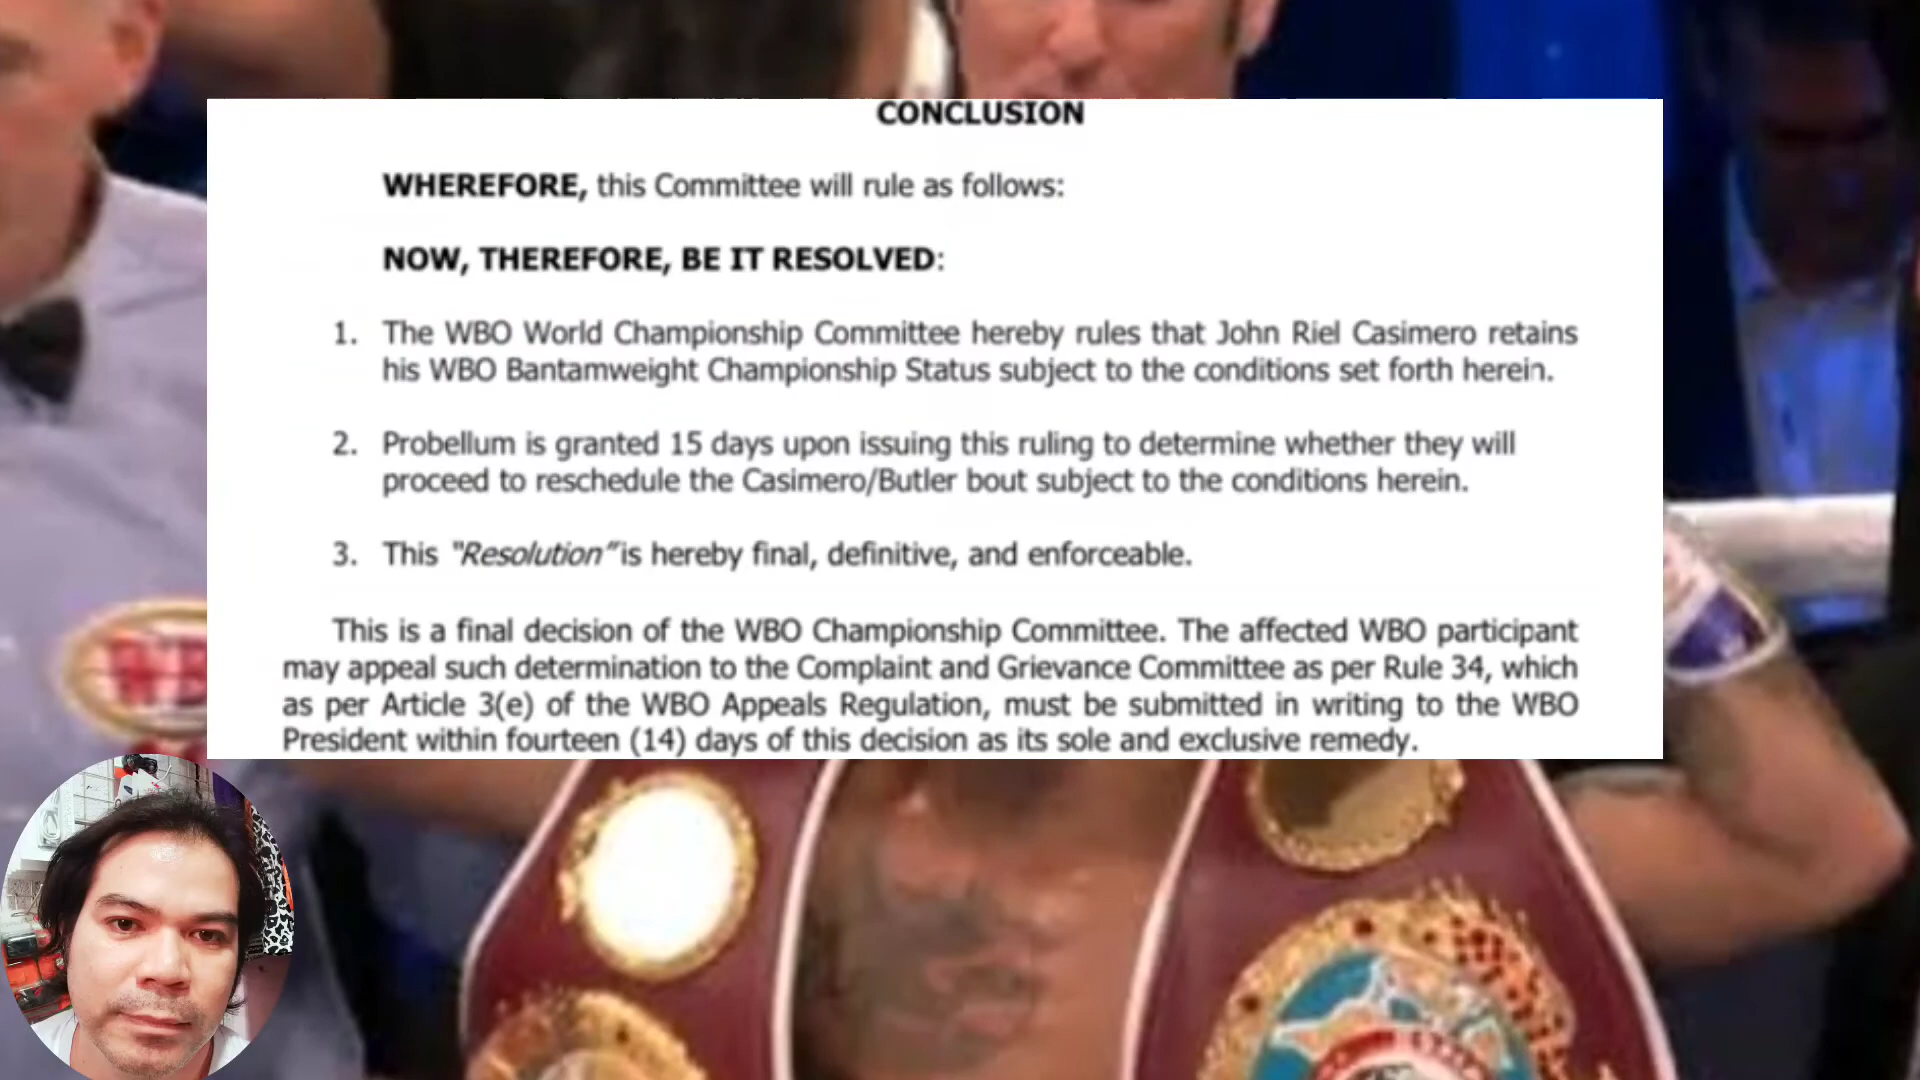 CONCLUSION
WHEREFORE, this Committee will rule as follows:
NOW, THEREFORE, BE IT RESOLVED:
1. The WBO World Championship Committee hereby rules that John Riel Casimero retains
his WBO Bantamweight Championship Status subject to the conditions set forth herein.
2. Probellum is granted 15 days upon issuing this ruling to determine whether they will
proceed to reschedule the Casimero/Butler bout subject to the conditions herein.
3. This "Resolution" is hereby final, definitive, and enforceable.
This is a final decision of the WBO Championship Committee. The affected WBO participant
may appeal such determination to the Complaint and Grievance Committee as per Rule 34, which
as per Article 3(e) of the WBO Appeals Regulation, must be submitted in writing to the WBO
President within fourteen (14) days of this decision as its sole and exclusive remedy.